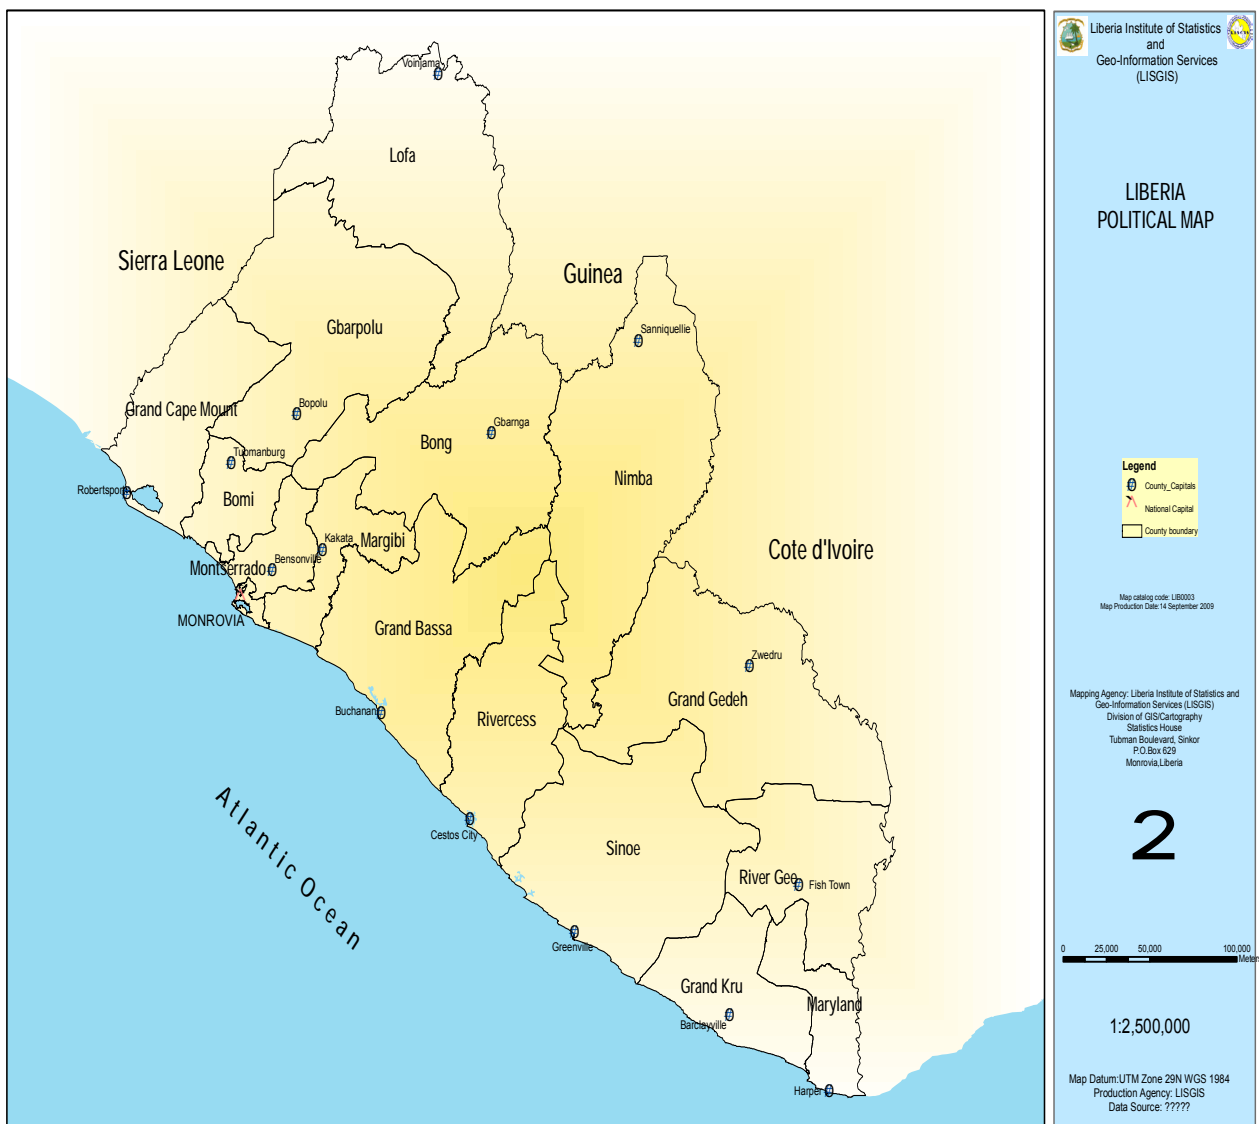 Voinjama
Lofa
Sierra Leone
Guinea
Gbarpolu
Sanniquellie
Grand Cape Mount
Bopolu
Gbarnga
Bong
Tubmanburg
Nimba
Robertsport
Bomi
Kakata
Margibi
Cote d'Ivoire
Bensonville
Montserrado
MONROVIA
Grand Bassa
Zwedru
Grand Gedeh
Buchanan
Rivercess
Atlantic Ocean
Cestos City
Sinoe
River Gee
Fish Town
Greenville
Grand Kru
Maryland
Barclayville
Harper
Liberia Institute of Statistics
and
Geo-Information Services
(LISGIS)
LIBERIA
POLITICAL MAP
Legend
County_Capitals
National Capital
County boundary
Map catalog code: LIB0003
Map Production Date:14 September 2009
Mapping Agency: Liberia Institute of Statistics and
Geo-Information Services (LISGIS)
Division of GIS/Cartography
Statistics House
Tubman Boulevard, Sinkor
P.O.Box 629
Monrovia,Liberia
2
0 25,000 50,000 100,000
Meters
1:2,500,000
Map Datum:UTM Zone 29N WGS 1984
Production Agency: LISGIS
Data Source: ?????